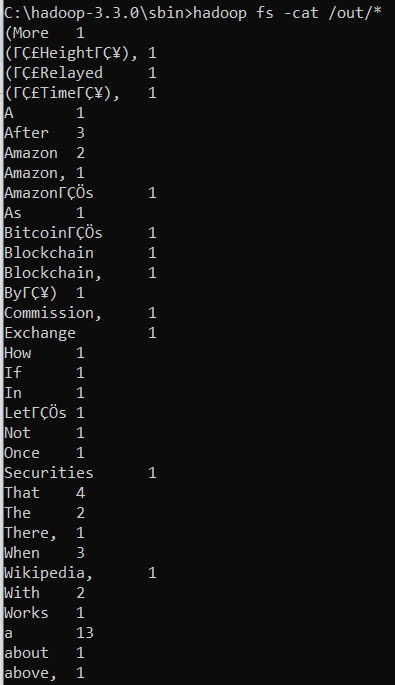 C:\hadoop-3.3.0\sbin>hadoop fs -cat /out/*
(More 1
(ΓÇ£HeightΓÇ¥), 1
(ΓÇ£Relayed 1
(ΓÇ£TimeΓÇ¥), 1
A 1
After 3
Amazon 2
Amazon, 1
AmazonΓÇÖs 1
As 1
BitcoinΓÇÖs 1
Blockchain 1
Blockchain, 1
ByΓÇ¥) 1
Commission, 1
Exchange 1
How 1
If 1
In 1
LetΓÇÖs 1
Not 1
Once 1
Securities 1
That 4
The 2
There, 1
When 3
Wikipedia, 1
With 2
Works 1
a 13
about 1
above, 1